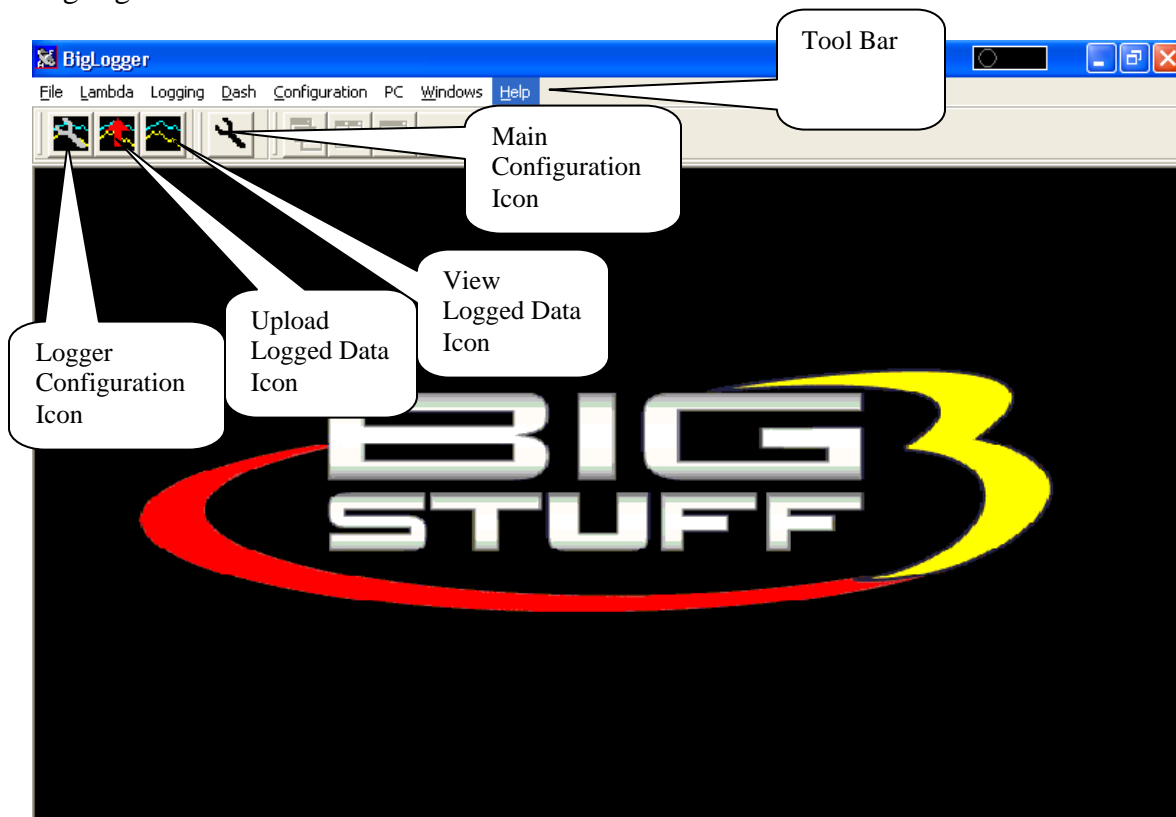 BigLogger
File Lambda Logging Dash Configuration PC Windows Help
Tool Bar
Main
Configuration
Icon
View
Logged Data
Icon
Upload
Logged Data
Icon
Logger
Configuration
Icon
BIG
STUFF
3